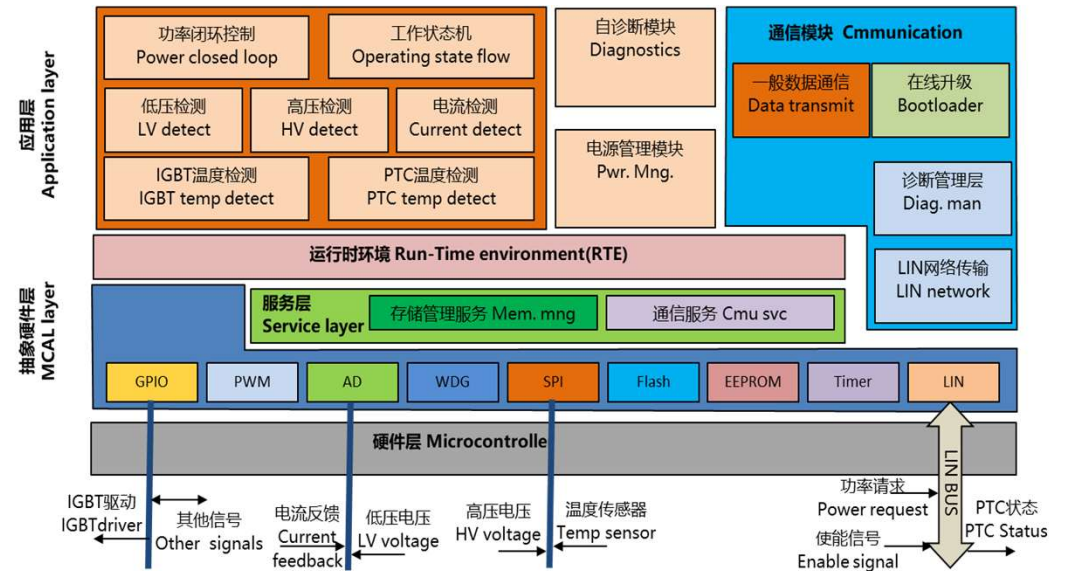 应用层
Application layer
功率闭环控制
Power closed loop
工作状态机
Operating state flow
低压检测
LV detect
高压检测
HV detect
电流检测
Current detect
IGBT温度检测
IGBT temp detect
PTC温度检测
PTC temp detect
自诊断模块
Diagnostics
电源管理模块
Pwr. Mng.
通信模块 Cmmunication
一般数据通信
Data transmit
在线升级
Bootloader
诊断管理层
Diag. man
LIN网络传输
LIN network
运行时环境 Run-Time environment(RTE)
抽象硬件层
MCAL layer
服务层
Service layer
存储管理服务 Mem. mng
通信服务 Cmu svc
GPIO
PWM
AD
WDG
SPI
Flash
EEPROM
Timer
LIN
硬件层 Microcontrolle
LIN BUS
IGBT驱动
IGBTdriver
其他信号
Other signals
电流反馈
Current
feedback
低压电压
LV voltage
高压电压
HV voltage
温度传感器
Temp sensor
功率请求
Power request
使能信号
Enable signal
PTC状态
PTC Status